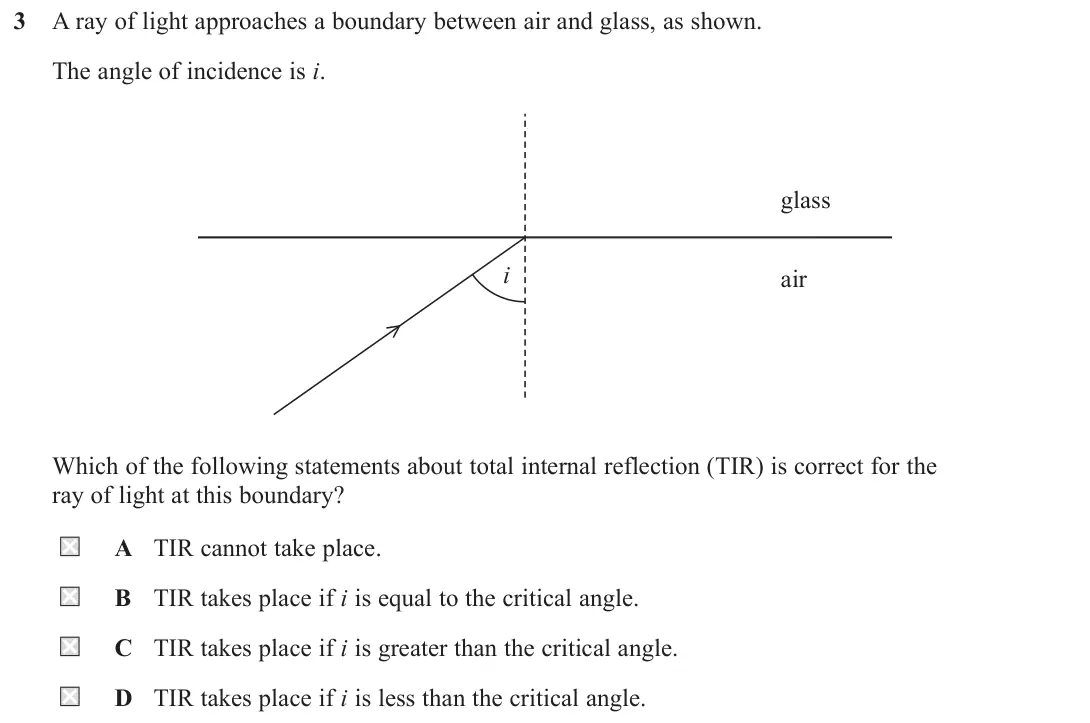 3 A ray of light approaches a boundary between air and glass, as shown.
The angle of incidence is i.
glass
i
air
Which of the following statements about total internal reflection (TIR) is correct for the
ray of light at this boundary?
A TIR cannot take place.
B TIR takes place if i is equal to the critical angle.
C TIR takes place if i is greater than the critical angle.
D TIR takes place if i is less than the critical angle.